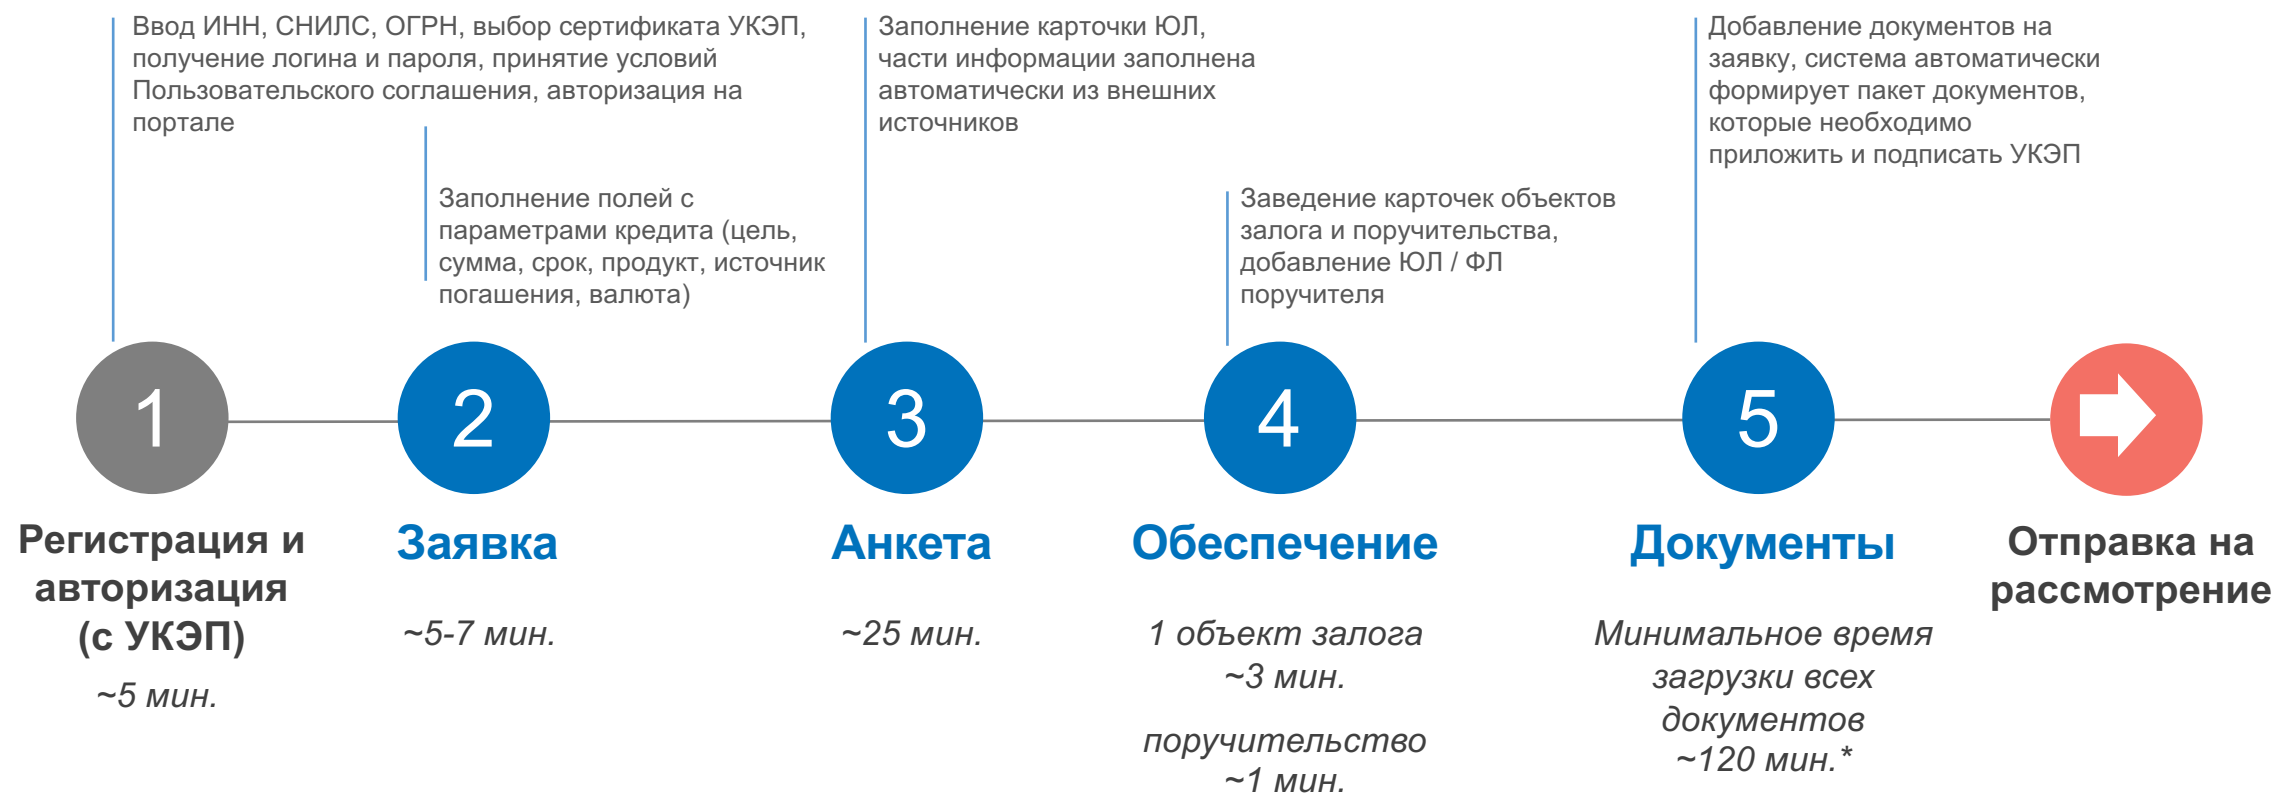 Ввод ИНН, СНИЛС, ОГРН, выбор сертификата УКЭП,
получение логина и пароля, принятие условий
Пользовательского соглашения, авторизация на
портале
Заполнение полей с
параметрами кредита (цель,
сумма, срок, продукт, источник
погашения, валюта)
Заполнение карточки ЮЛ,
части информации заполнена
автоматически из внешних
источников
Заведение карточек объектов
залога и поручительства,
добавление ЮЛ / ФЛ
поручителя
Добавление документов на
заявку, система автоматически
формирует пакет документов,
которые необходимо
приложить и подписать УКЭП
1
2
3
4
5
Регистрация и
авторизация
(с УКЭП)
~5 мин.
Заявка
~5-7 мин.
Анкета
~25 мин.
Обеспечение
1 объект залога
~3 мин.
поручительство
~1 мин.
Документы
Минимальное время
загрузки всех
документов
~120 мин.*
Отправка на
рассмотрение